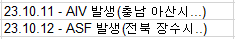 23.10.11 - AIV 발생(충남 아산시...)
23.10.12 - ASF 발생(전북 장수시..)